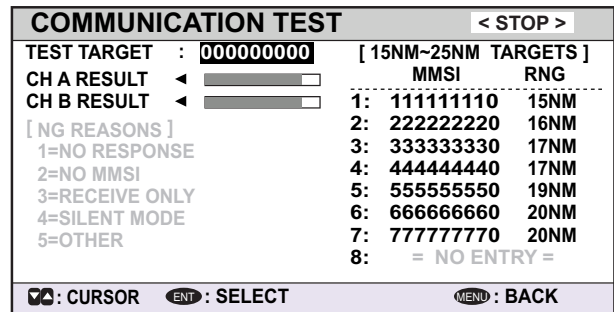 COMMUNICATION TEST < STOP >
TEST TARGET : 000000000
CH A RESULT ◄
CH B RESULT ◄
[ NG REASONS ]
1=NO RESPONSE
2=NO MMSI
3=RECEIVE ONLY
4=SILENT MODE
5=OTHER
[ 15NM~25NM TARGETS ]
MMSI RNG
1: 111111110 15NM
2: 222222220 16NM
3: 333333330 17NM
4: 444444440 17NM
5: 555555550 19NM
6: 666666660 20NM
7: 777777770 20NM
8: = NO ENTRY =
▼▲: CURSOR ENT: SELECT MENU: BACK